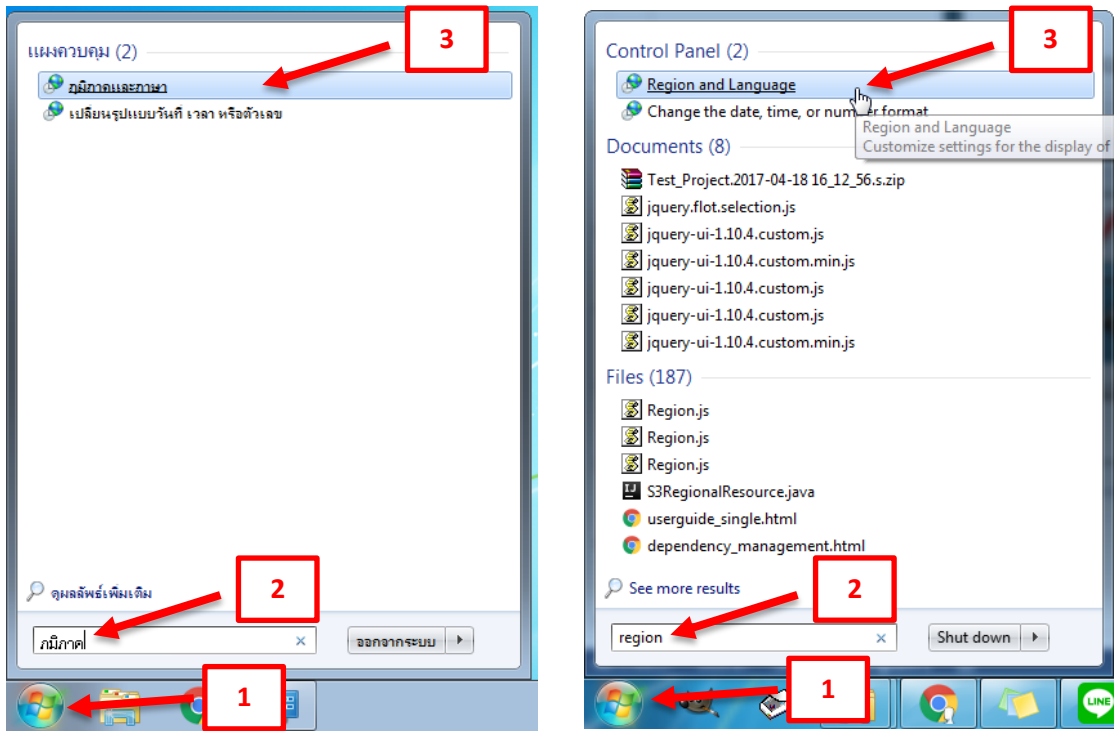 แผงควบคุม (2)
ภูมิภาคและภาษา
เปลี่ยนรูปแบบวันที่ เวลา หรือตัวเลข
3
ดูผลลัพธ์เพิ่มเติม
2
ภูมิภาค
ออกจากระบบ
1
Control Panel (2)
3
Region and Language
Change the date, time, or number format
Region and Language
Customize settings for the display of
Documents (8)
Test_Project.2017-04-18 16_12_56.s.zip
jquery.flot.selection.js
jquery-ui-1.10.4.custom.js
jquery-ui-1.10.4.custom.min.js
jquery-ui-1.10.4.custom.js
jquery-ui-1.10.4.custom.js
jquery-ui-1.10.4.custom.min.js
Files (187)
Region.js
Region.js
Region.js
S3RegionalResource.java
userguide_single.html
dependency_management.html
See more results
2
region
Shut down
1
LINE